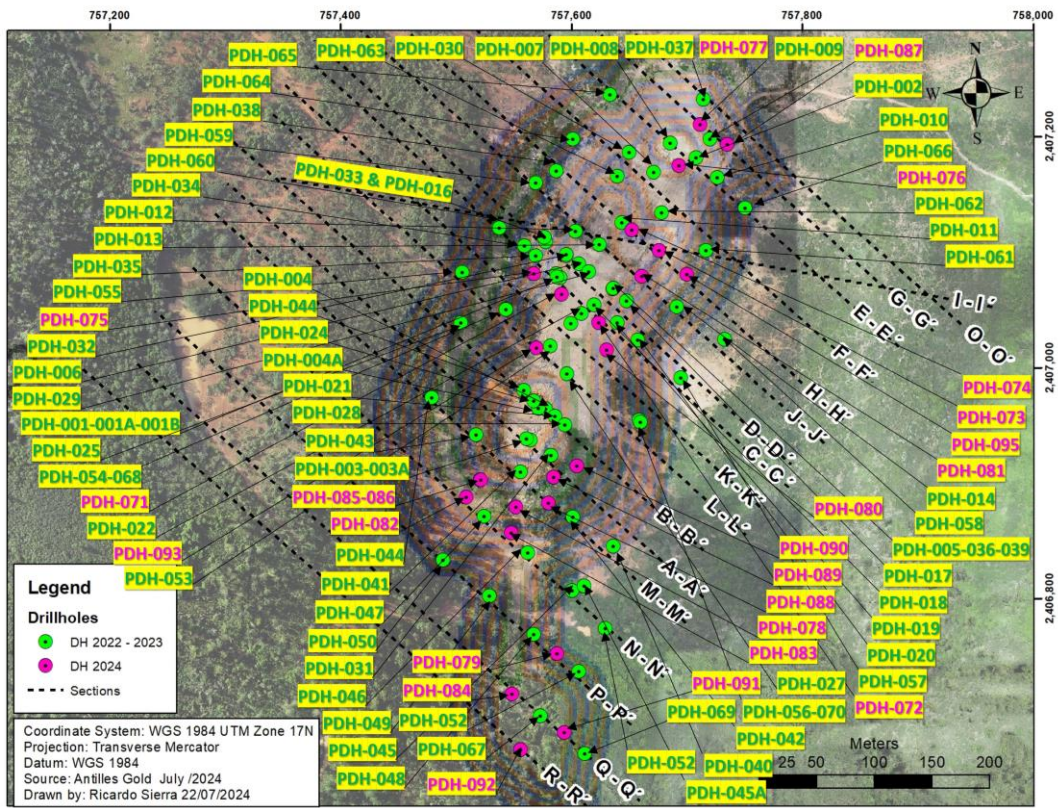 757,200
757,400
757,600
757,800
758,000
2,407,200
2,407,000
2,406,800
PDH-065
PDH-063
PDH-030
PDH-007
PDH-008
PDH-037
PDH-077
PDH-009
PDH-087
PDH-064
PDH-038
PDH-059
PDH-060
PDH-034
PDH-012
PDH-013
PDH-035
PDH-055
PDH-075
PDH-032
PDH-006
PDH-029
PDH-001-001A-001B
PDH-025
PDH-054-068
PDH-071
PDH-022
PDH-093
PDH-053
PDH-033 & PDH-016
PDH-004
PDH-044
PDH-024
PDH-004A
PDH-021
PDH-028
PDH-043
PDH-003-003A
PDH-085-086
PDH-082
PDH-044
PDH-041
PDH-047
PDH-050
PDH-031
PDH-046
PDH-049
PDH-045
PDH-048
PDH-079
PDH-084
PDH-052
PDH-067
PDH-092
PDH-002
PDH-010
PDH-066
PDH-076
PDH-062
PDH-011
PDH-061
PDH-074
PDH-073
PDH-095
PDH-081
PDH-014
PDH-058
PDH-005-036-039
PDH-017
PDH-018
PDH-019
PDH-020
PDH-057
PDH-072
PDH-080
PDH-090
PDH-089
PDH-088
PDH-078
PDH-083
PDH-091
PDH-027
PDH-069
PDH-056-070
PDH-042
PDH-052
PDH-040
PDH-045A
N
W
E
S
I - I´
G - G´
O - O´
E - E´
F - F´
H - H´
J - J´
D - D´
C - C´
K - K´
L - L´
B - B´
A - A´
M - M´
N - N´
P - P´
Q - Q´
R - R´
Legend
Drillholes
DH 2022 - 2023
DH 2024
Sections
Coordinate System: WGS 1984 UTM Zone 17N
Projection: Transverse Mercator
Datum: WGS 1984
Source: Antilles Gold July /2024
Drawn by: Ricardo Sierra 22/07/2024
Meters
25 50 100 150 200